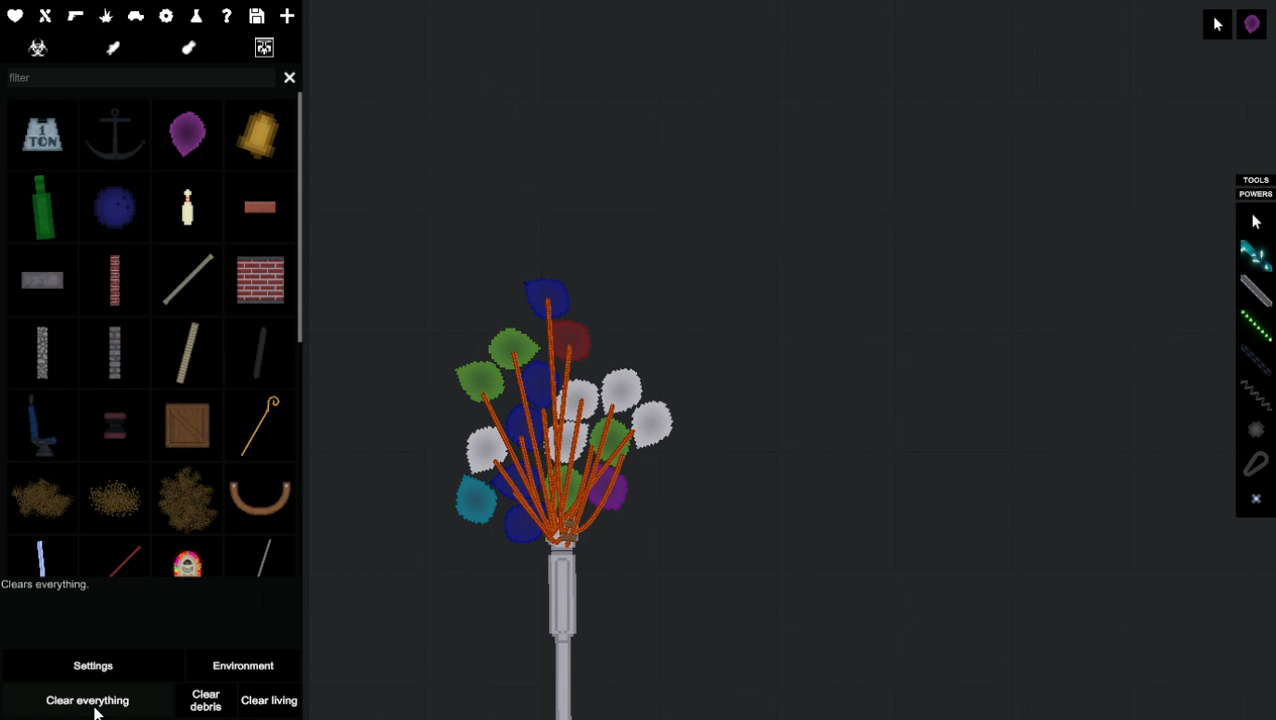 filter
TOOLS
POWERS
1
TON
Clears everything.
Settings
Environment
Clear everything
Clear
debris
Clear living